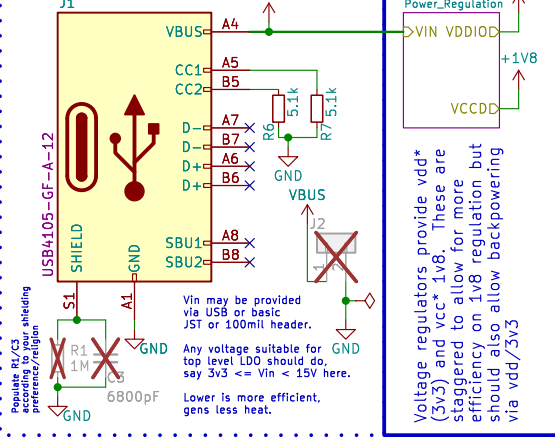 J1
Power_Regulation
VBUS
A4
VIN
VDDIO
+1V8
CC1
A5
CC2
B5
5.1k
5.1k
R6
R7
VCCD
D-
A7
D-
B7
D+
A6
D+
B6
GND
VBUS
USB4105-GF-A-12
J2
1
SBU1
A8
SBU2
B8
SHIELD
GND
S1
A1
GND
GND
R1
1M
C3
6800pF
GND
Populate R1/C3
according to your shielding
preference/religion
Vin may be provided
via USB or basic
JST or 100mil header.
Any voltage suitable for
top level LDO should do,
say 3v3 <= Vin < 15V here.
Lower is more efficient,
gens less heat.
Voltage regulators provide vdd*
(3v3) and vcc* 1v8. These are
staggered to allow for more
efficiency on 1v8 regulation but
should also allow backpowering
via vdd/3v3